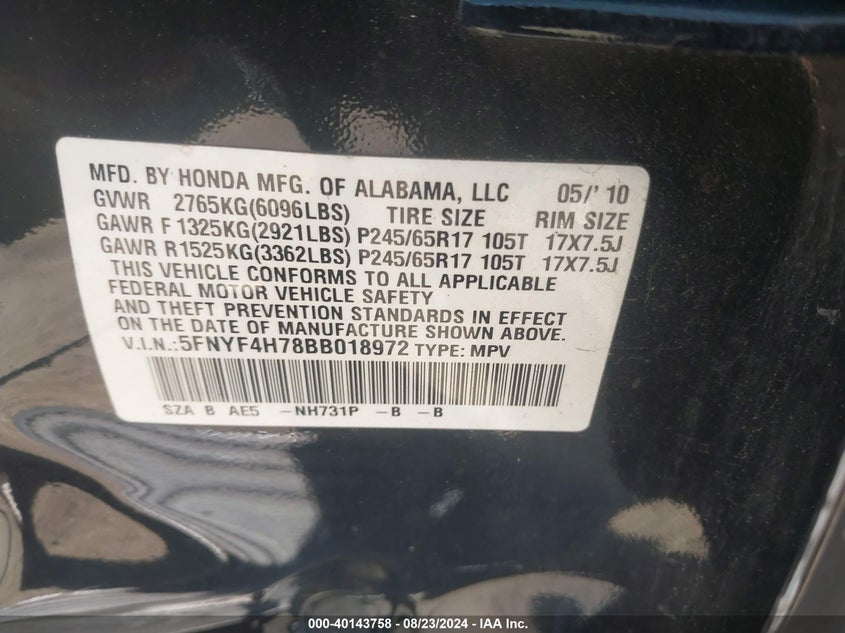 MFD. BY HONDA MFG. OF ALABAMA, LLC 05/'10
GVWR 2765KG(6096LBS) TIRE SIZE RIM SIZE
GAWR F 1325KG(2921LBS) P245/65R17 105T 17X7.5J
GAWR R1525KG(3362LBS) P245/65R17 105T 17X7.5J
THIS VEHICLE CONFORMS TO ALL APPLICABLE
FEDERAL MOTOR VEHICLE SAFETY
AND THEFT PREVENTION STANDARDS IN EFFECT
ON THE DATE OF MANUFACTURE SHOWN ABOVE.
V.I.N.:5FNYF4H78BB018972 TYPE: MPV
SZA B AE5 -NH731P -B -B
000-40143758 - 08/23/2024 - IAA Inc.